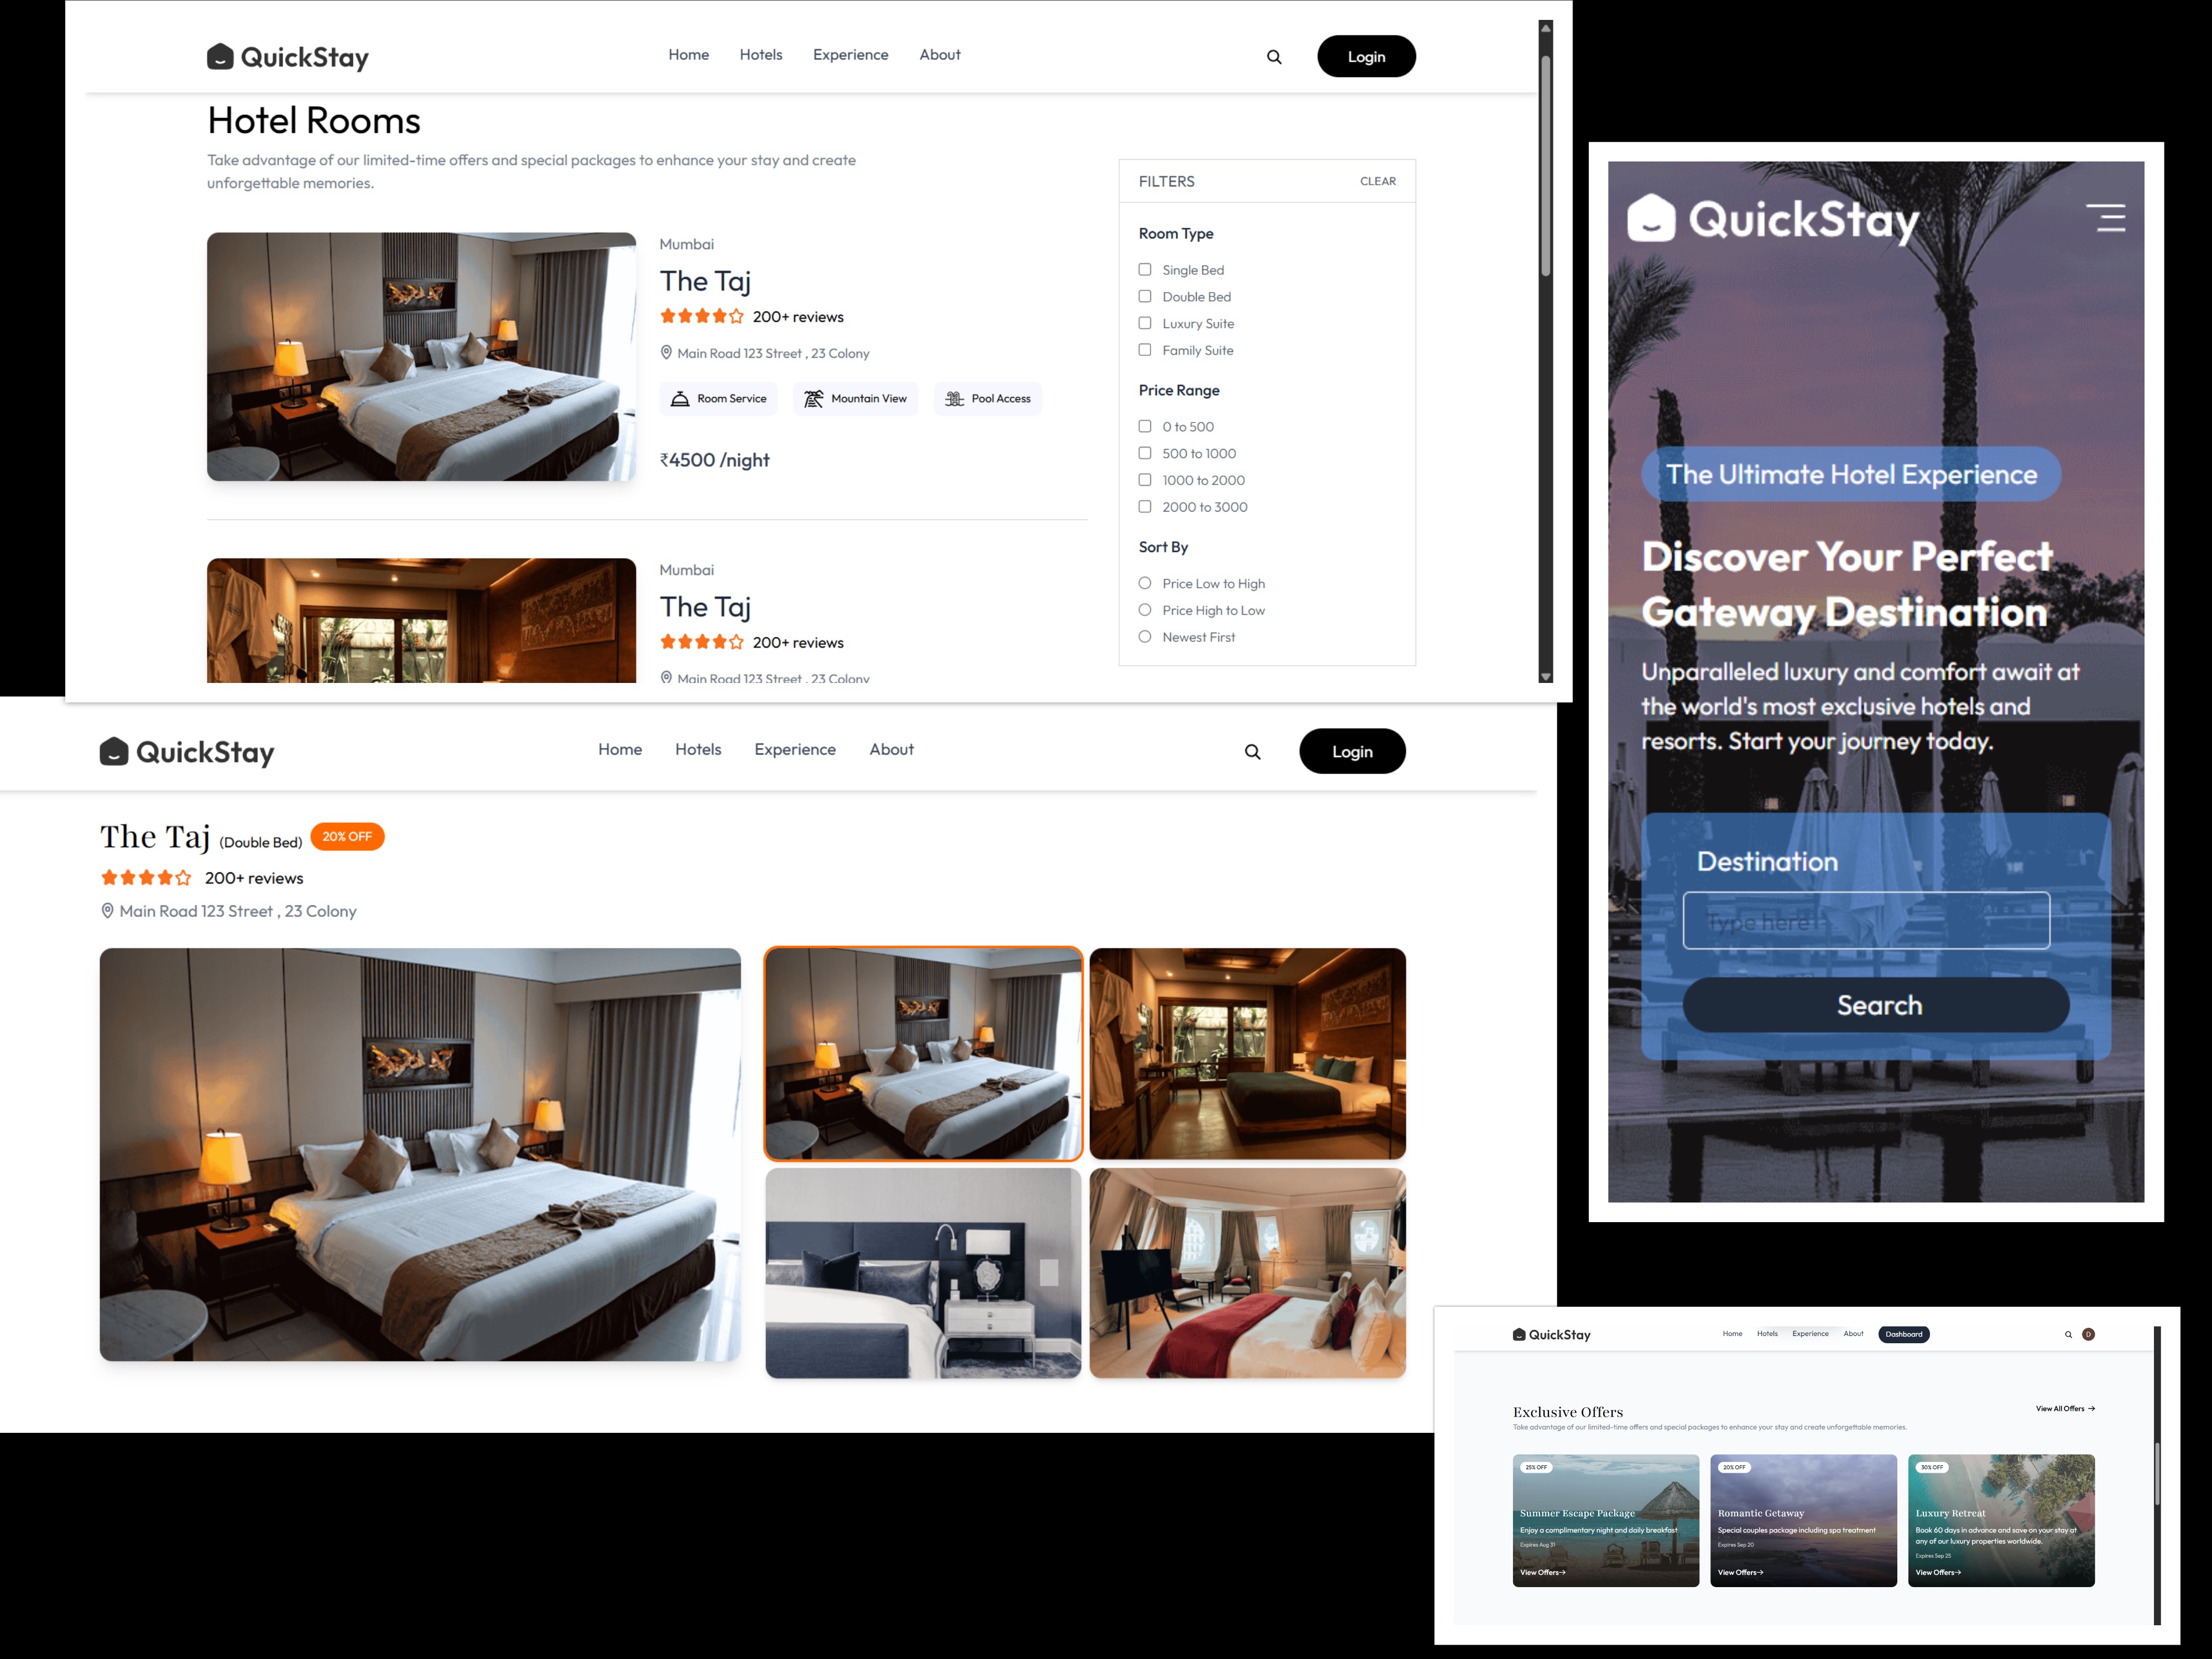 QuickStay
Home Hotels Experience About
Login
Hotel Rooms
Take advantage of our limited-time offers and special packages to enhance your stay and create
unforgettable memories.
Mumbai
The Taj
200+ reviews
Main Road 123 Street , 23 Colony
Room Service Mountain View Pool Access
₹4500 /night
Mumbai
The Taj
200+ reviews
Main Road 123 Street , 23 Colony
FILTERS CLEAR
Room Type
Single Bed
Double Bed
Luxury Suite
Family Suite
Price Range
0 to 500
500 to 1000
1000 to 2000
2000 to 3000
Sort By
Price Low to High
Price High to Low
Newest First
QuickStay
The Ultimate Hotel Experience
Discover Your Perfect
Gateway Destination
Unparalleled luxury and comfort await at
the world's most exclusive hotels and
resorts. Start your journey today.
Destination
Type here
Search
QuickStay
Home Hotels Experience About
Login
The Taj (Double Bed) 20% OFF
200+ reviews
Main Road 123 Street , 23 Colony
QuickStay
Home Hotels Experience About Dashboard
D
Exclusive Offers
View All Offers →
Take advantage of our limited-time offers and special packages to enhance your stay and create unforgettable memories.
25% OFF
Summer Escape Package
Enjoy a complimentary night and daily breakfast
Expires Aug 31
View Offers→
20% OFF
Romantic Getaway
Special couples package including spa treatment
Expires Sep 20
View Offers→
30% OFF
Luxury Retreat
Book 60 days in advance and save on your stay at
any of our luxury properties worldwide.
Expires Sep 25
View Offers→